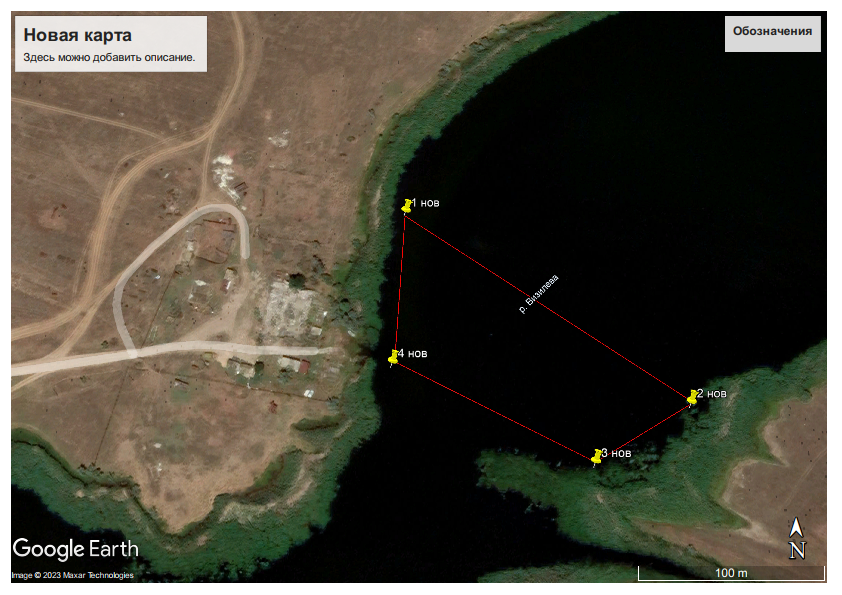 Новая карта
Здесь можно добавить описание.
Обозначения
1 нов
р. Визилева
4 нов
2 нов
3 нов
Google Earth
N
Image © 2023 Maxar Technologies
100 m